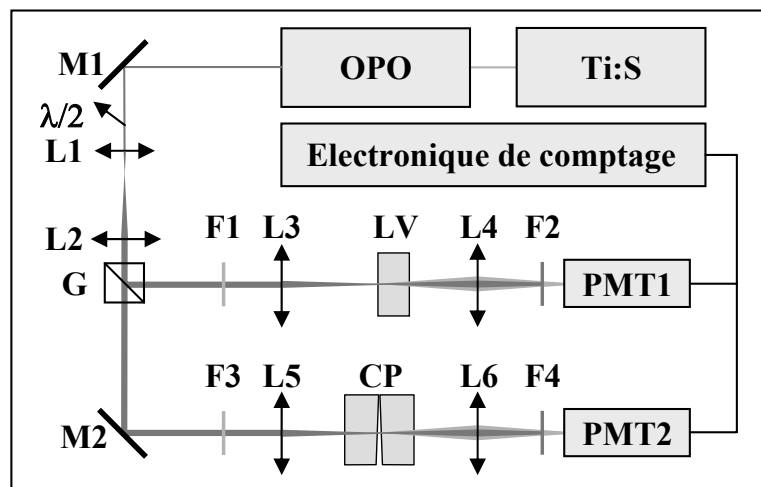 M1
OPO
Ti:S
λ/2
L1
Electronique de comptage
L2
F1
L3
LV
L4
F2
G
PMT1
F3
L5
CP
L6
F4
M2
PMT2